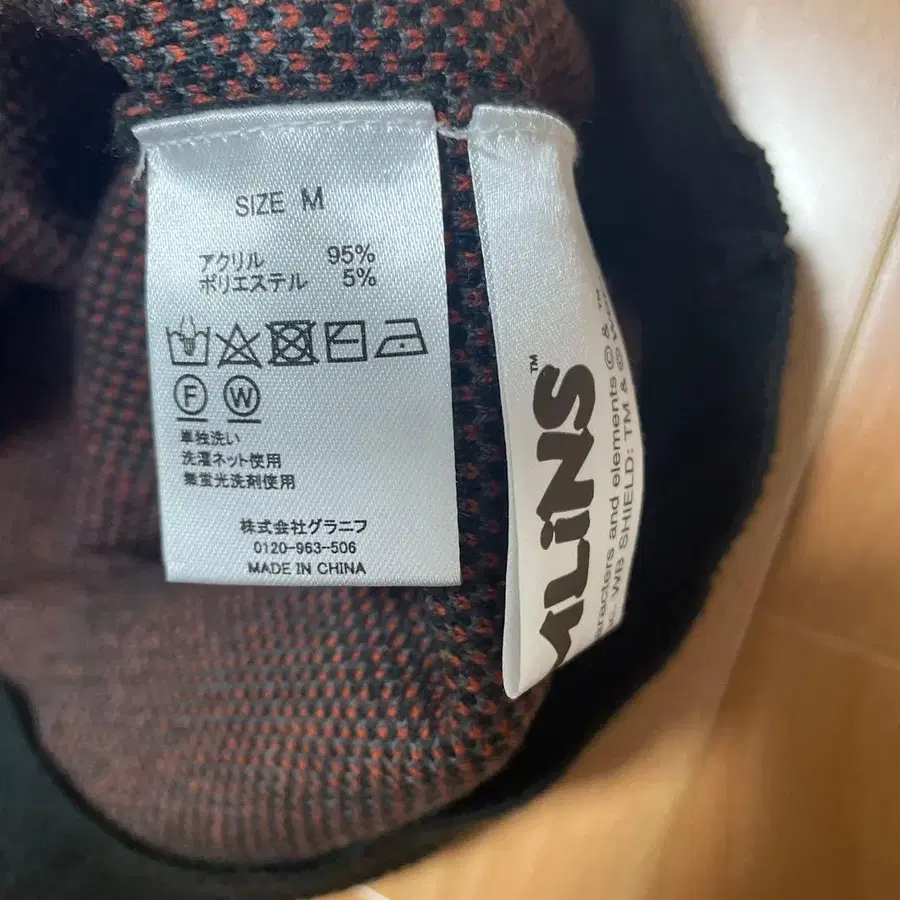 SIZE M
アクリル 95%
ポリエステル 5%
F W
単独洗い
洗濯ネット使用
無蛍光洗剤使用
株式会社グラニフ
0120-963-506
MADE IN CHINA
MLiNS™
characters and elements © & ™
WB SHIELD: TM & ©